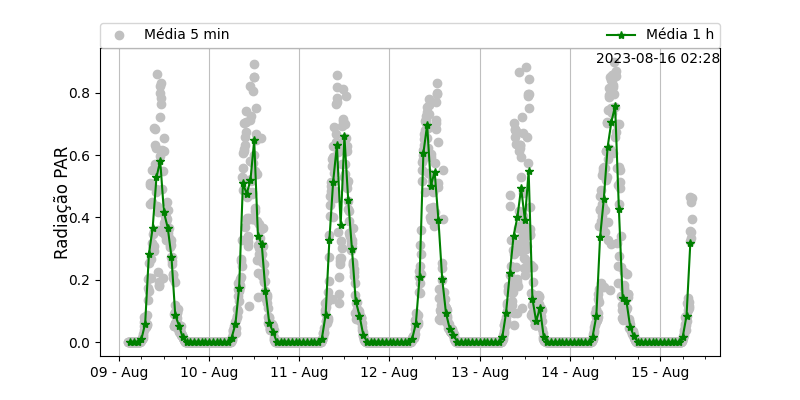 Média 5 min
Média 1 h
2023-08-16 02:28
Radiação PAR
0.8
0.6
0.4
0.2
0.0
09 - Aug
10 - Aug
11 - Aug
12 - Aug
13 - Aug
14 - Aug
15 - Aug